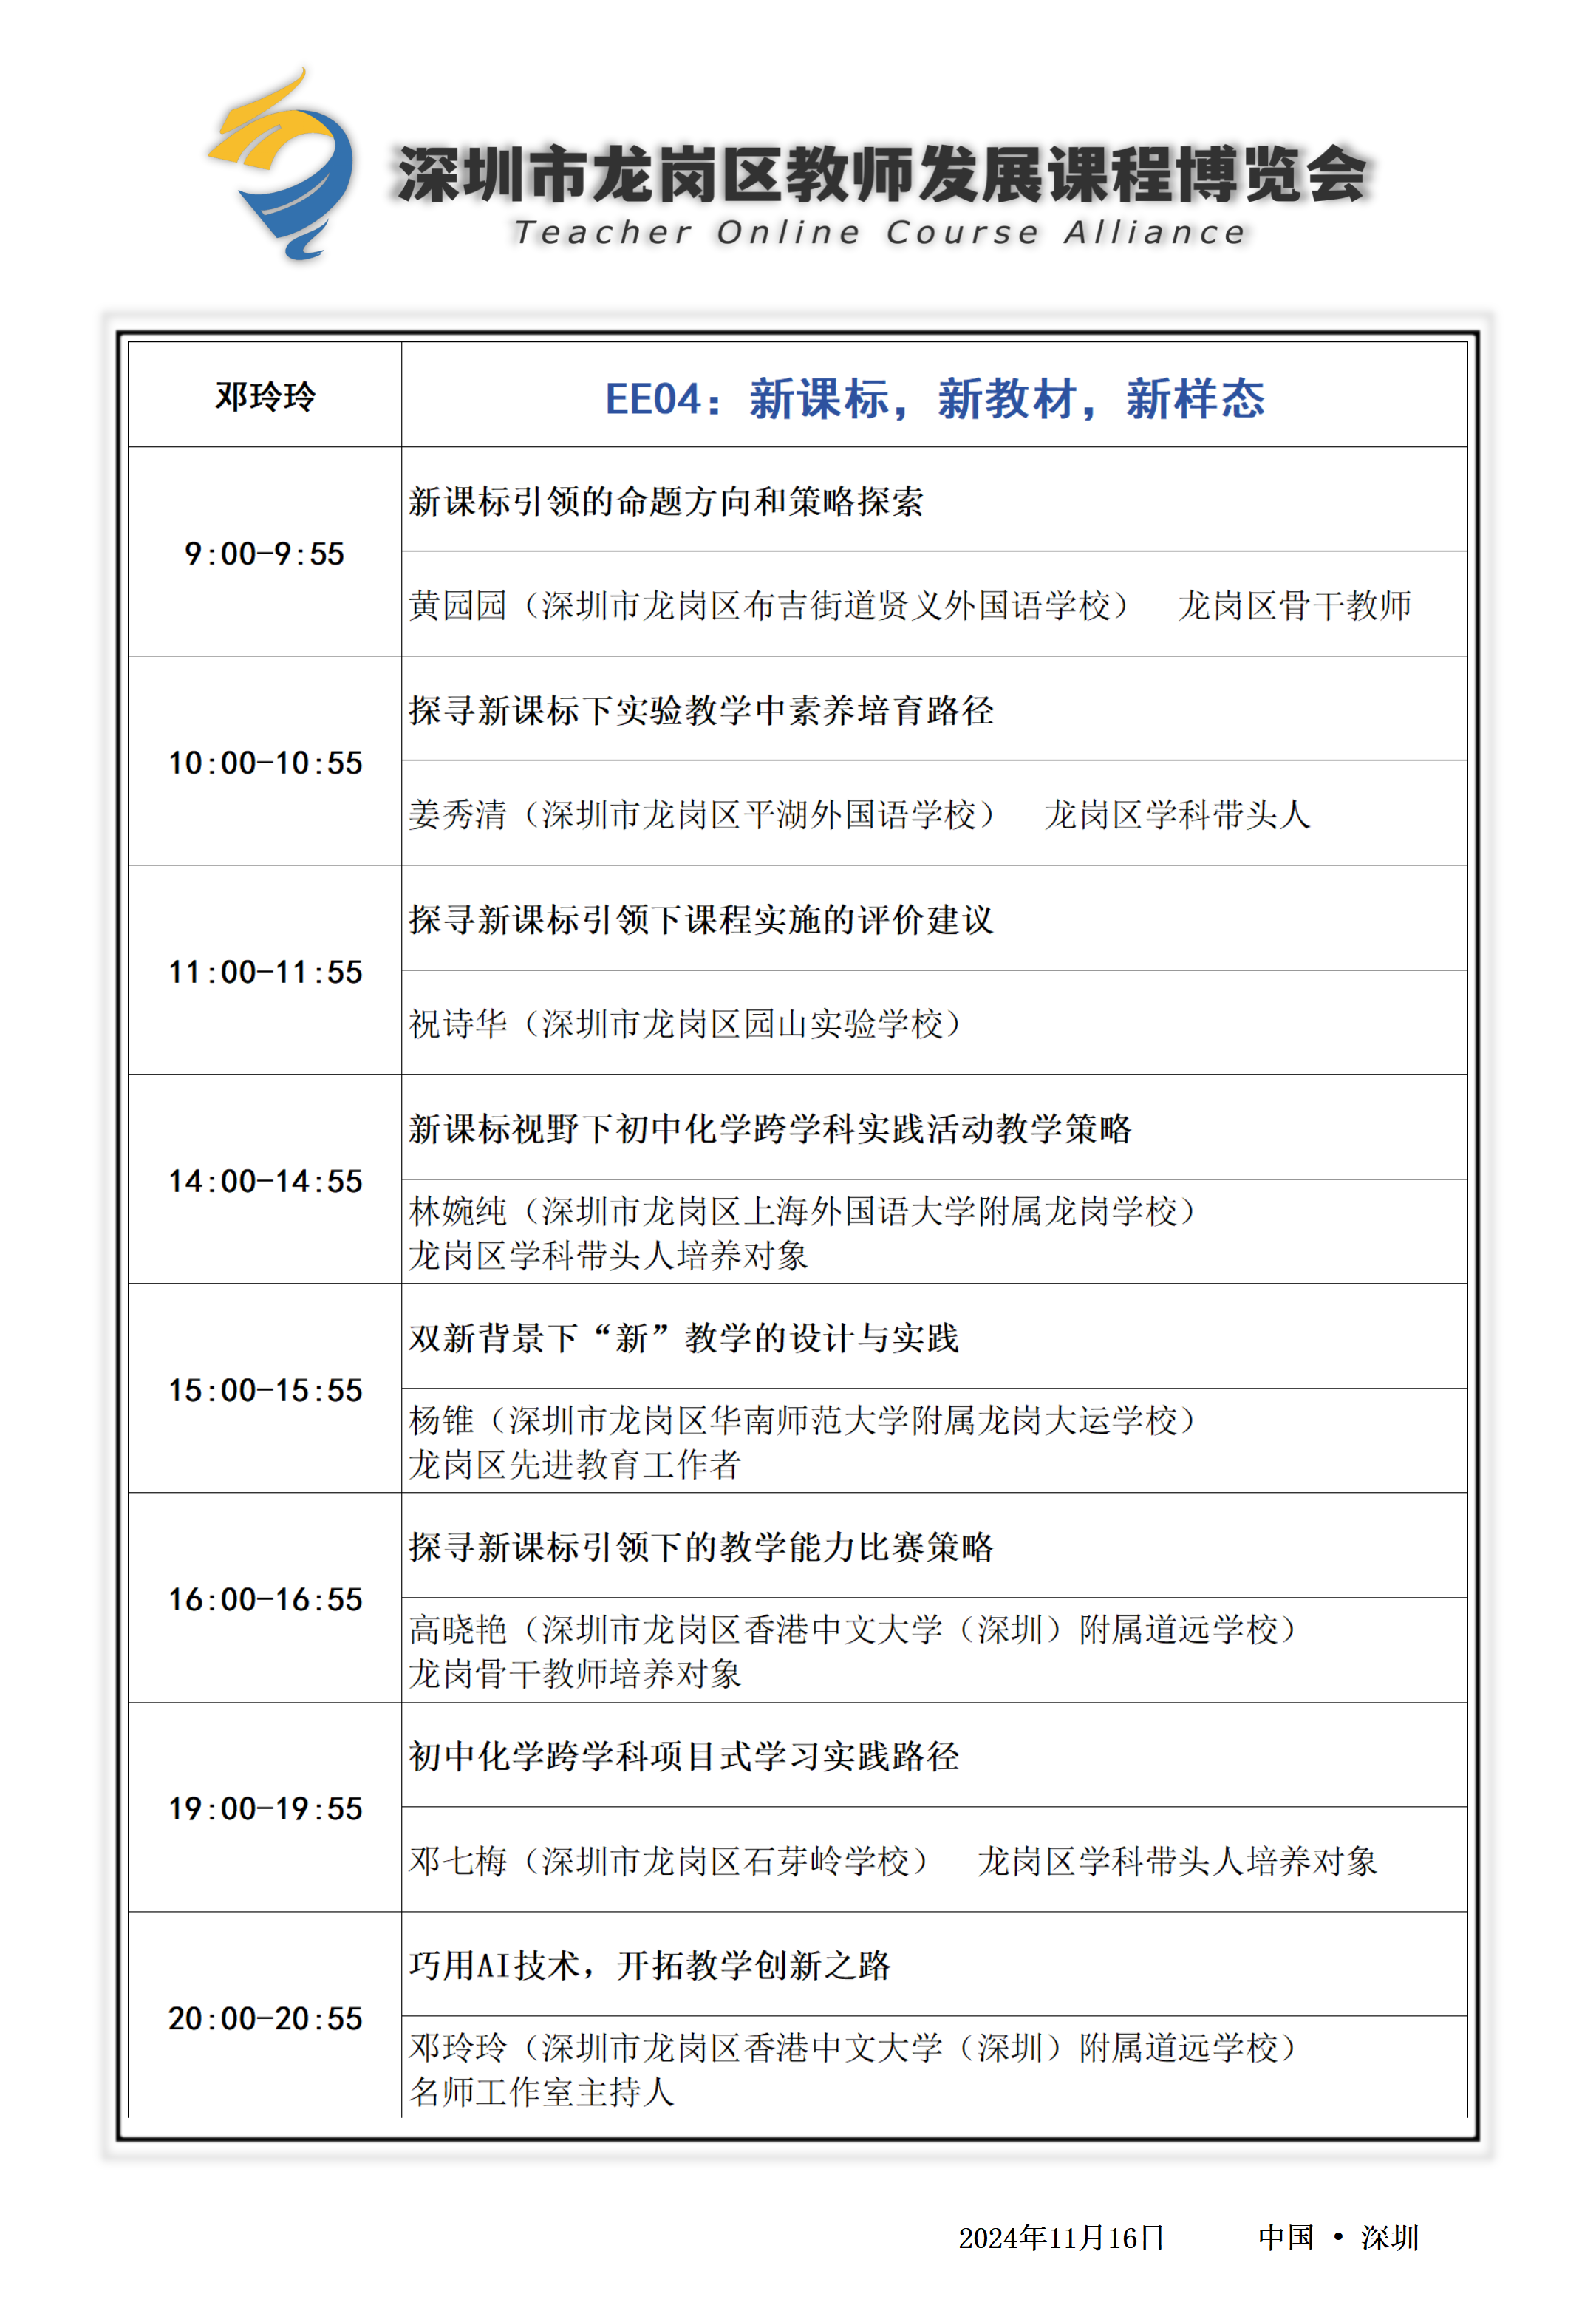 深圳市龙岗区教师发展课程博览会
Teacher Online Course Alliance
邓玲玲
EE04：新课标，新教材，新样态
9:00-9:55
新课标引领的命题方向和策略探索
黄园园（深圳市龙岗区布吉街道贤义外国语学校） 龙岗区骨干教师
10:00-10:55
探寻新课标下实验教学中素养培育路径
姜秀清（深圳市龙岗区平湖外国语学校） 龙岗区学科带头人
11:00-11:55
探寻新课标引领下课程实施的评价建议
祝诗华（深圳市龙岗区园山实验学校）
14:00-14:55
新课标视野下初中化学跨学科实践活动教学策略
林婉纯（深圳市龙岗区上海外国语大学附属龙岗学校）
龙岗区学科带头人培养对象
15:00-15:55
双新背景下“新”教学的设计与实践
杨锥（深圳市龙岗区华南师范大学附属龙岗大运学校）
龙岗区先进教育工作者
16:00-16:55
探寻新课标引领下的教学能力比赛策略
高晓艳（深圳市龙岗区香港中文大学（深圳）附属道远学校）
龙岗骨干教师培养对象
19:00-19:55
初中化学跨学科项目式学习实践路径
邓七梅（深圳市龙岗区石芽岭学校） 龙岗区学科带头人培养对象
20:00-20:55
巧用AI技术，开拓教学创新之路
邓玲玲（深圳市龙岗区香港中文大学（深圳）附属道远学校）
名师工作室主持人
2024年11月16日 中国 • 深圳